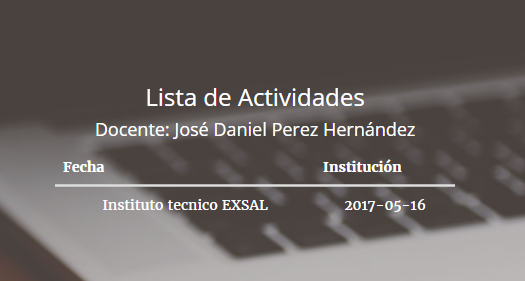 Lista de Actividades
Docente: José Daniel Perez Hernández
Fecha Institución
Instituto tecnico EXSAL 2017-05-16